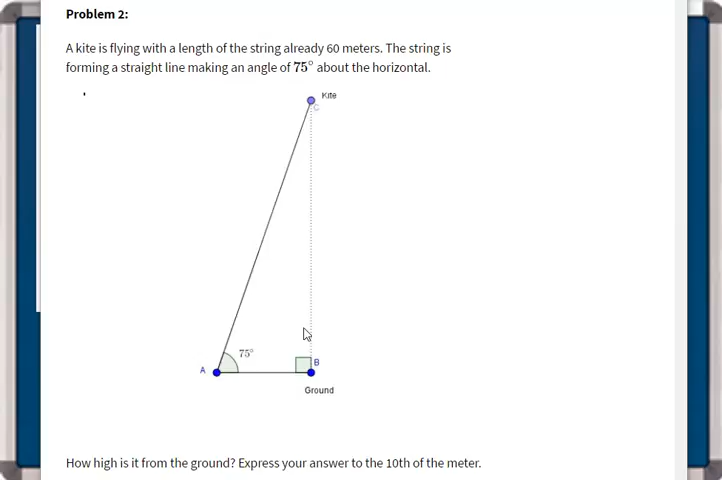 Problem 2:
A kite is flying with a length of the string already 60 meters. The string is
forming a straight line making an angle of 75° about the horizontal.
Kite
C
75°
A
B
Ground
How high is it from the ground? Express your answer to the 10th of the meter.